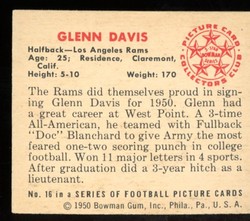 GLENN DAVIS
Halfback—Los Angeles Rams
Age: 25; Residence, Claremont,
Calif.
Height: 5-10 Weight: 170
PICTURE CARD
COLLECTORS CLUB
The Rams did themselves proud in sign-
ing Glenn Davis for 1950. Glenn had
a great career at West Point. A 3-time
All-American, he teamed with Fullback
"Doc" Blanchard to give Army the most
feared one-two scoring punch in college
football. Won 11 major letters in 4 sports.
After graduation did a 3-year hitch as a
lieutenant.
No. 16 in a SERIES OF FOOTBALL PICTURE CARDS
© 1950 Bowman Gum, Inc., Phila., Pa., U. S. A.